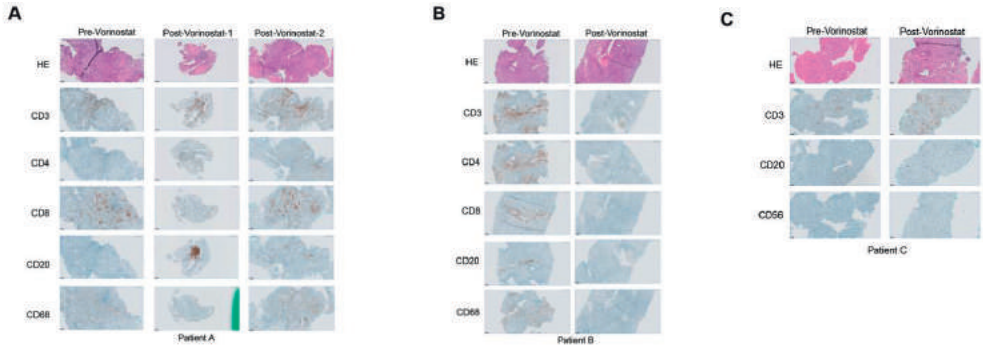 A
Pre-Vorinostat Post-Vorinostat-1 Post-Vorinostat-2
HE
CD3
CD4
CD8
CD20
CD68
Patient A
B
Pre-Vorinostat Post-Vorinostat
HE
CD3
CD4
CD8
CD20
CD68
Patient B
C
Pre-Vorinostat Post-Vorinostat
HE
CD3
CD20
CD56
Patient C